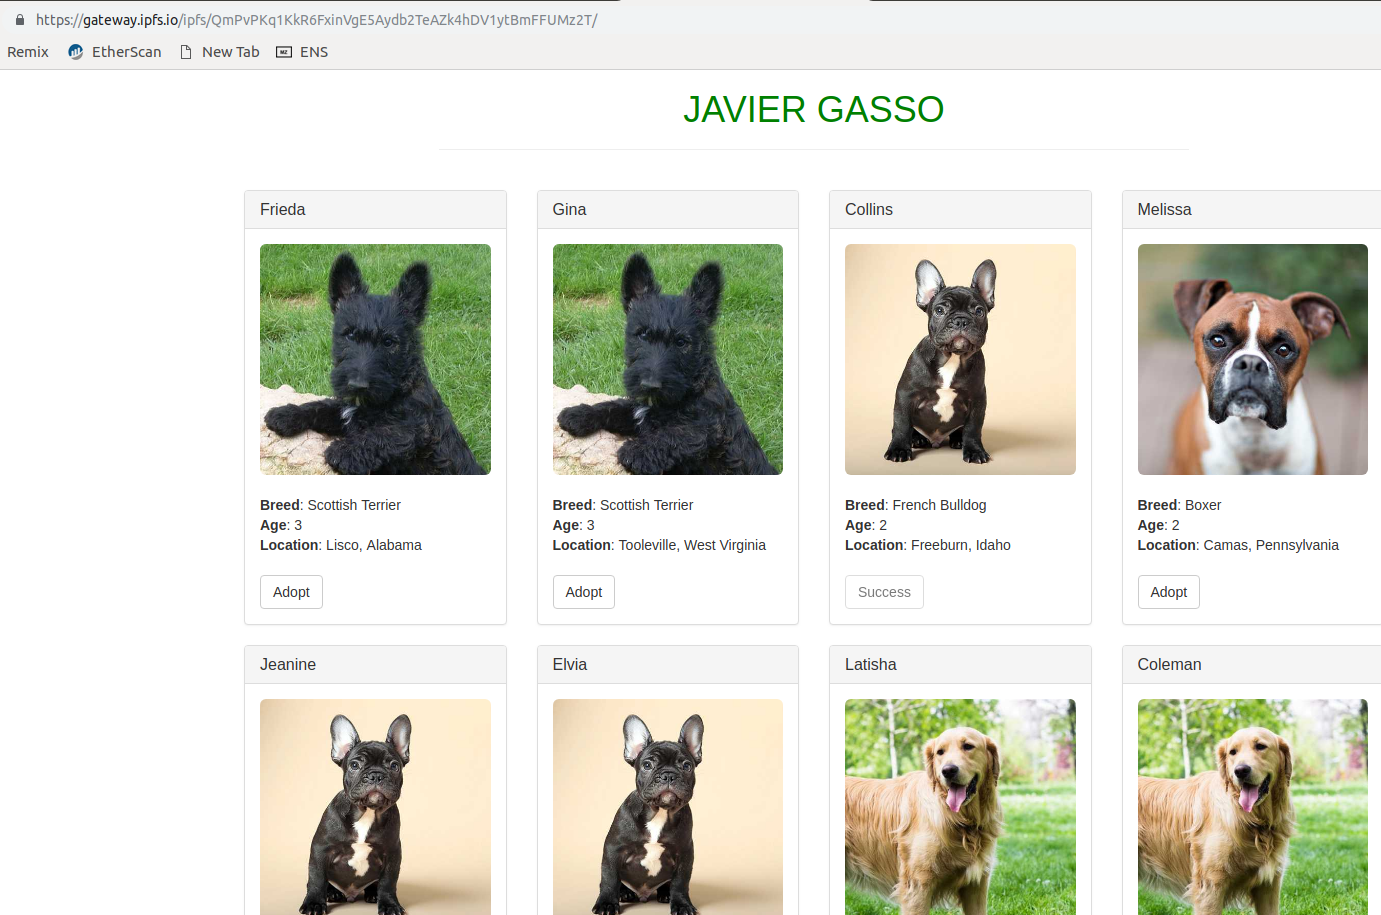 https://gateway.ipfs.io/ipfs/QmPvPKq1KkR6FxinVgE5Aydb2TeAZk4hDV1ytBmFFUMz2T/
Remix EtherScan New Tab MZ ENS
JAVIER GASSO
Frieda
Breed: Scottish Terrier
Age: 3
Location: Lisco, Alabama
Adopt
Gina
Breed: Scottish Terrier
Age: 3
Location: Tooleville, West Virginia
Adopt
Collins
Breed: French Bulldog
Age: 2
Location: Freeburn, Idaho
Success
Melissa
Breed: Boxer
Age: 2
Location: Camas, Pennsylvania
Adopt
Jeanine
Elvia
Latisha
Coleman